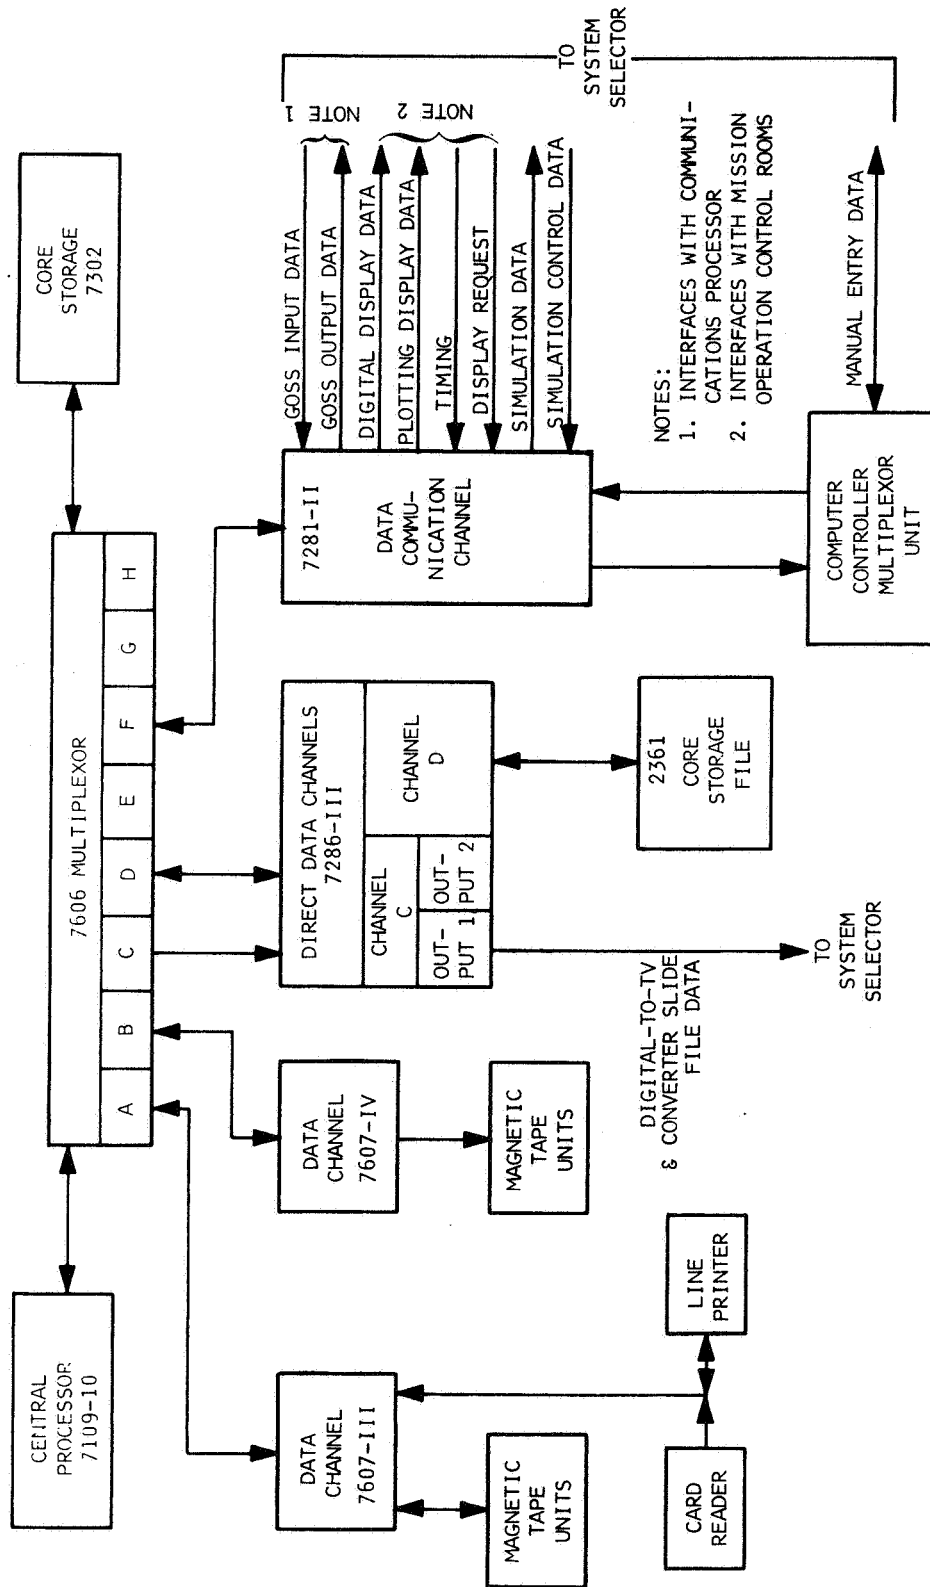 CENTRAL
PROCESSOR
7109-10
7606 MULTIPLEXOR
A
B
C
D
E
F
G
H
CORE
STORAGE
7302
DATA
CHANNEL
7607-III
MAGNETIC
TAPE
UNITS
CARD
READER
LINE
PRINTER
DATA
CHANNEL
7607-IV
MAGNETIC
TAPE
UNITS
DIRECT DATA CHANNELS
7286-III
CHANNEL
C
OUT-
PUT 1
OUT-
PUT 2
CHANNEL
D
DIGITAL-TO-TV
& CONVERTER SLIDE
FILE DATA
TO
SYSTEM
SELECTOR
2361
CORE
STORAGE
FILE
7281-II
DATA
COMMU-
NICATION
CHANNEL
GOSS INPUT DATA
GOSS OUTPUT DATA
NOTE 1
DIGITAL DISPLAY DATA
PLOTTING DISPLAY DATA
TIMING
DISPLAY REQUEST
NOTE 2
SIMULATION DATA
SIMULATION CONTROL DATA
TO
SYSTEM
SELECTOR
NOTES:
1. INTERFACES WITH COMMUNI-
CATIONS PROCESSOR
2. INTERFACES WITH MISSION
OPERATION CONTROL ROOMS
COMPUTER
CONTROLLER
MULTIPLEXOR
UNIT
MANUAL ENTRY DATA